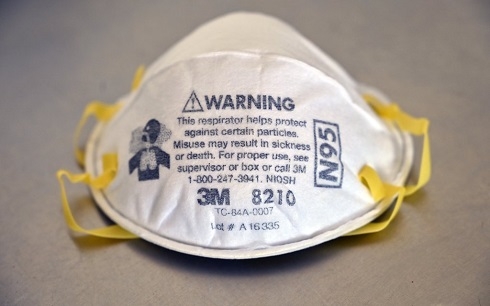 ⚠WARNING
This respirator helps protect
against certain particles.
Misuse may result in sickness
or death. For proper use, see
supervisor or box or call 3M
1-800-247-3941. NIOSH
3M 8210
TC-84A-0007
Lot # A16335
N95